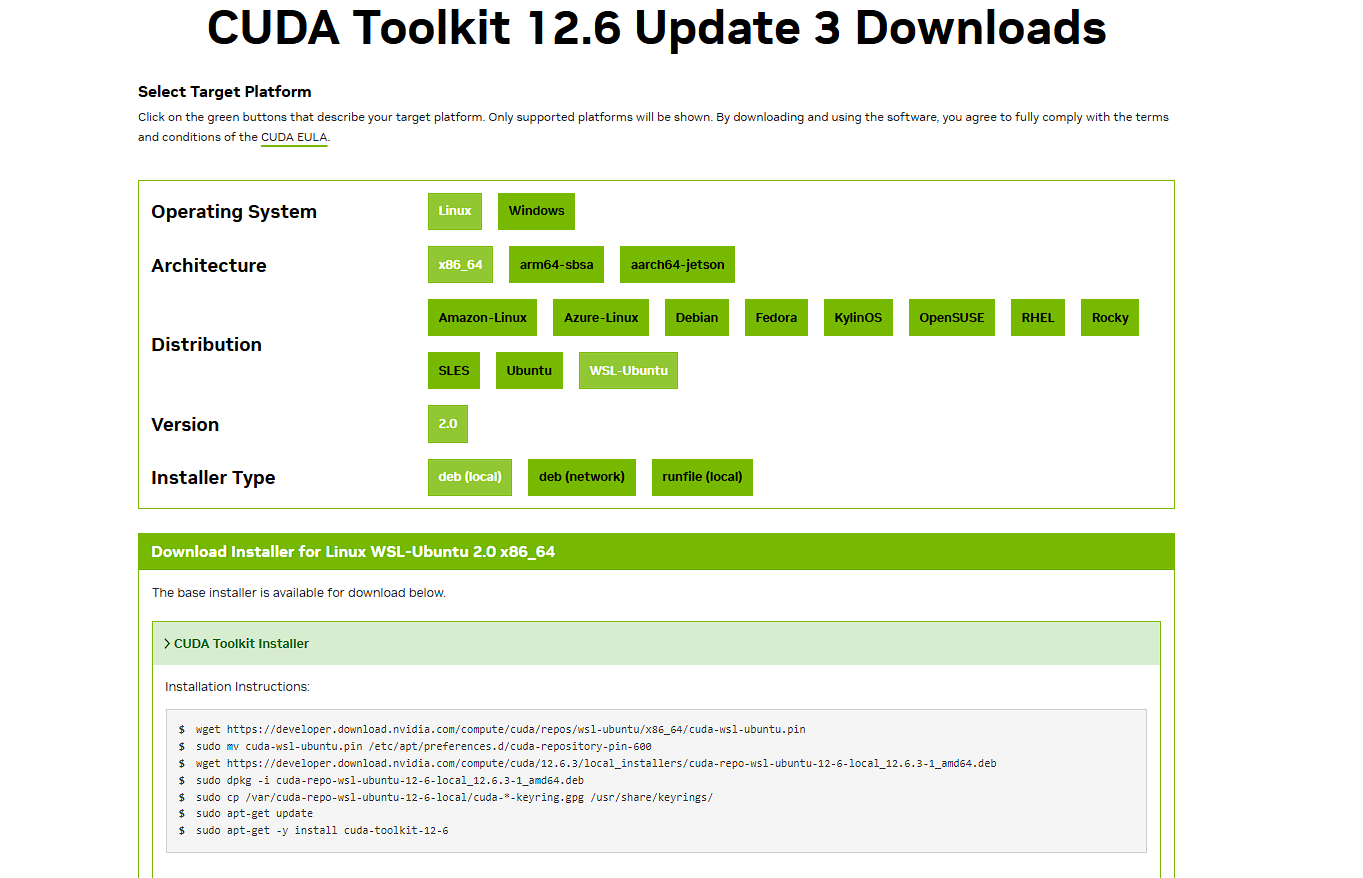 CUDA Toolkit 12.6 Update 3 Downloads
Select Target Platform
Click on the green buttons that describe your target platform. Only supported platforms will be shown. By downloading and using the software, you agree to fully comply with the terms
and conditions of the CUDA EULA.
Operating System
Linux Windows
Architecture
x86_64 arm64-sbsa aarch64-jetson
Distribution
Amazon-Linux Azure-Linux Debian Fedora KylinOS OpenSUSE RHEL Rocky
SLES Ubuntu WSL-Ubuntu
Version
2.0
Installer Type
deb (local) deb (network) runfile (local)
Download Installer for Linux WSL-Ubuntu 2.0 x86_64
The base installer is available for download below.
> CUDA Toolkit Installer
Installation Instructions:
$ wget https://developer.download.nvidia.com/compute/cuda/repos/wsl-ubuntu/x86_64/cuda-wsl-ubuntu.pin
$ sudo mv cuda-wsl-ubuntu.pin /etc/apt/preferences.d/cuda-repository-pin-600
$ wget https://developer.download.nvidia.com/compute/cuda/12.6.3/local_installers/cuda-repo-wsl-ubuntu-12-6-local_12.6.3-1_amd64.deb
$ sudo dpkg -i cuda-repo-wsl-ubuntu-12-6-local_12.6.3-1_amd64.deb
$ sudo cp /var/cuda-repo-wsl-ubuntu-12-6-local/cuda-*-keyring.gpg /usr/share/keyrings/
$ sudo apt-get update
$ sudo apt-get -y install cuda-toolkit-12-6